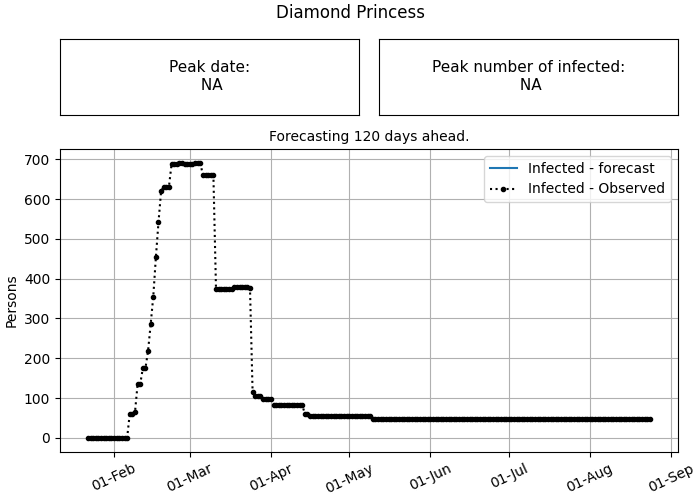 Diamond Princess
Peak date:
NA
Peak number of infected:
NA
Forecasting 120 days ahead.
Infected - forecast
Infected - Observed
Persons
700
600
500
400
300
200
100
0
01-Feb
01-Mar
01-Apr
01-May
01-Jun
01-Jul
01-Aug
01-Sep